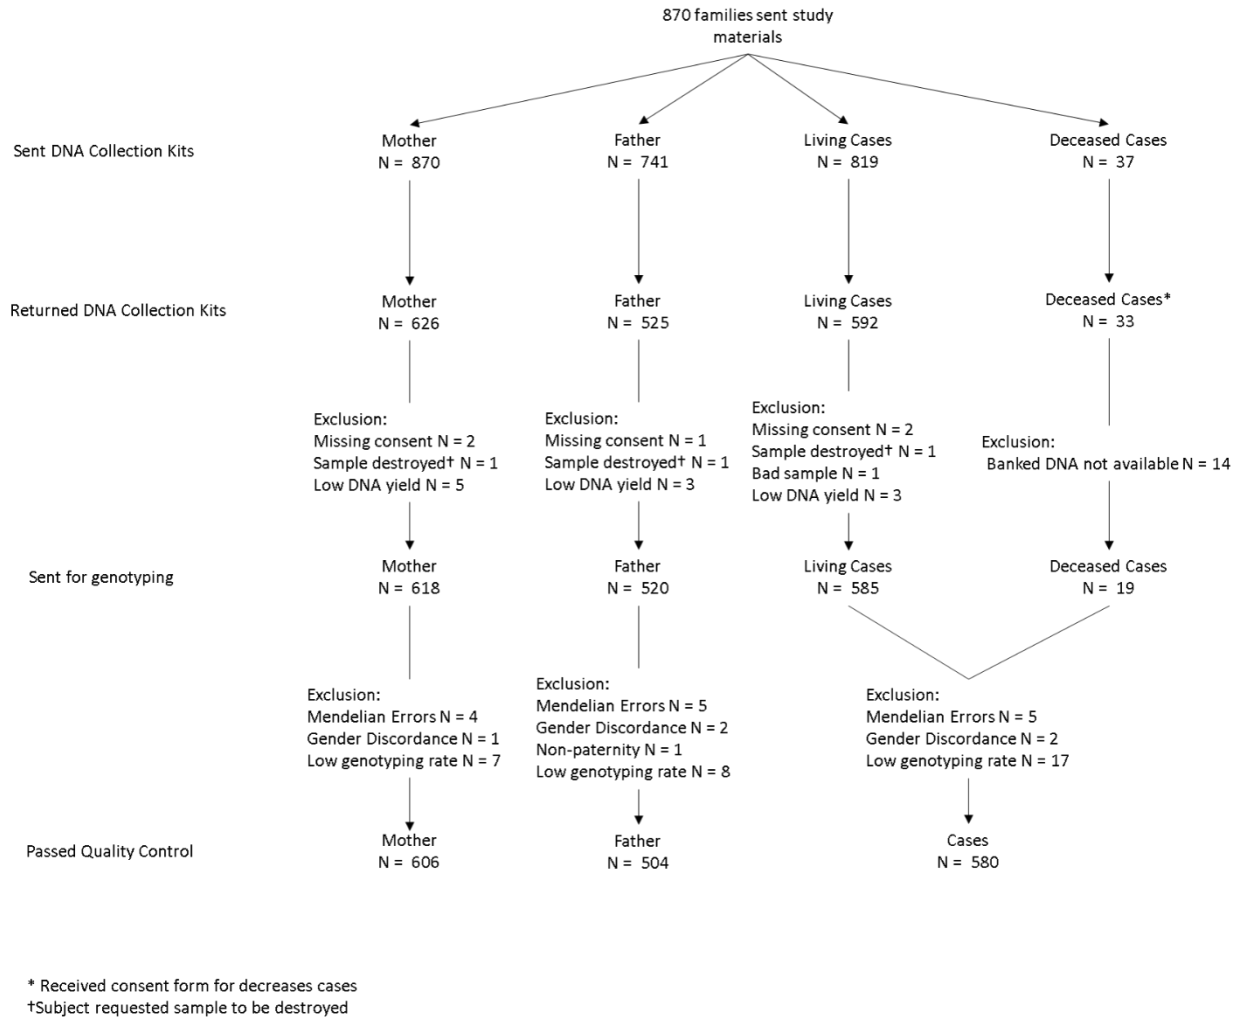 870 families sent study
materials
Sent DNA Collection Kits
Mother
N = 870
Father
N = 741
Living Cases
N = 819
Deceased Cases
N = 37
Returned DNA Collection Kits
Mother
N = 626
Father
N = 525
Living Cases
N = 592
Deceased Cases*
N = 33
Exclusion:
Missing consent N = 2
Sample destroyed† N = 1
Low DNA yield N = 5
Exclusion:
Missing consent N = 1
Sample destroyed† N = 1
Low DNA yield N = 3
Exclusion:
Missing consent N = 2
Sample destroyed† N = 1
Bad sample N = 1
Low DNA yield N = 3
Exclusion:
Banked DNA not available N = 14
Sent for genotyping
Mother
N = 618
Father
N = 520
Living Cases
N = 585
Deceased Cases
N = 19
Exclusion:
Mendelian Errors N = 4
Gender Discordance N = 1
Low genotyping rate N = 7
Exclusion:
Mendelian Errors N = 5
Gender Discordance N = 2
Non-paternity N = 1
Low genotyping rate N = 8
Exclusion:
Mendelian Errors N = 5
Gender Discordance N = 2
Low genotyping rate N = 17
Passed Quality Control
Mother
N = 606
Father
N = 504
Cases
N = 580
* Received consent form for decreases cases
†Subject requested sample to be destroyed